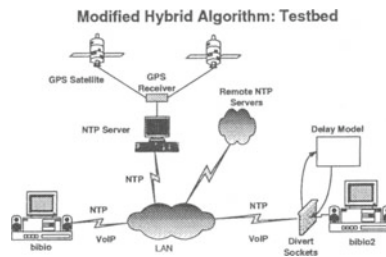 Modified Hybrid Algorithm: Testbed
GPS Satellite
GPS
Receiver
NTP Server
Remote NTP
Servers
Delay Model
NTP
NTP
VoIP
LAN
NTP
VoIP
Divert
Sockets
bibio
bibio2